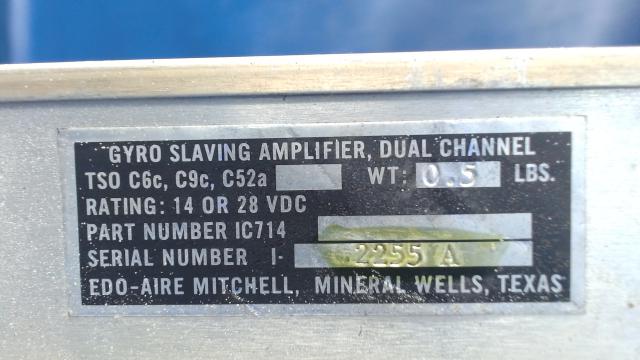 GYRO SLAVING AMPLIFIER, DUAL CHANNEL
TSO C6c, C9c, C52a WT: 0.5 LBS.
RATING: 14 OR 28 VDC
PART NUMBER IC714
SERIAL NUMBER I- 2255 A
EDO-AIRE MITCHELL, MINERAL WELLS, TEXAS